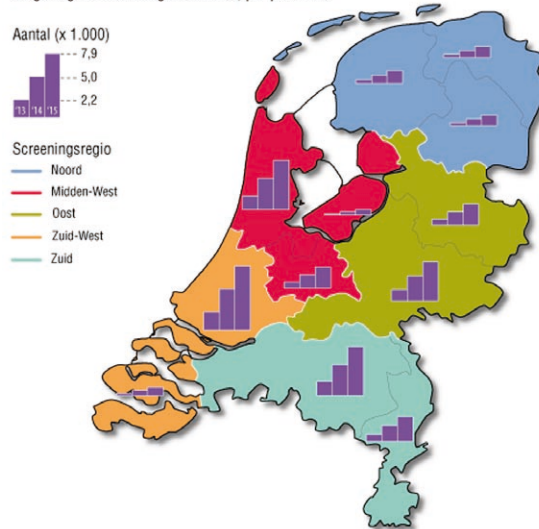 Aantal (x 1.000)
7,9
5,0
2,2
'13 '14 '15
Screeningsregio
Noord
Midden-West
Oost
Zuid-West
Zuid